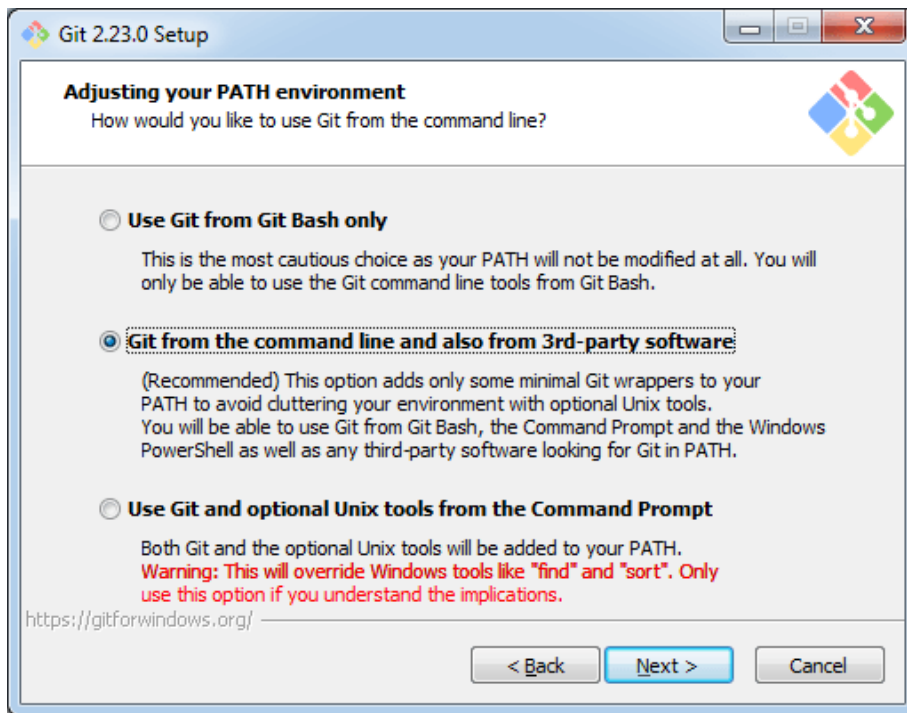 Git 2.23.0 Setup
Adjusting your PATH environment
How would you like to use Git from the command line?
Use Git from Git Bash only
This is the most cautious choice as your PATH will not be modified at all. You will
only be able to use the Git command line tools from Git Bash.
Git from the command line and also from 3rd-party software
(Recommended) This option adds only some minimal Git wrappers to your
PATH to avoid cluttering your environment with optional Unix tools.
You will be able to use Git from Git Bash, the Command Prompt and the Windows
PowerShell as well as any third-party software looking for Git in PATH.
Use Git and optional Unix tools from the Command Prompt
Both Git and the optional Unix tools will be added to your PATH.
Warning: This will override Windows tools like "find" and "sort". Only
use this option if you understand the implications.
https://gitforwindows.org/
< Back Next > Cancel